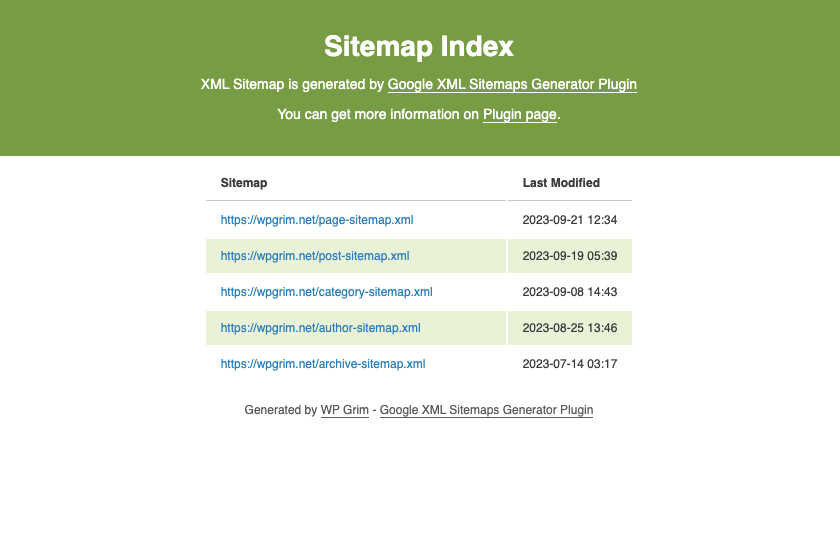 Sitemap Index
XML Sitemap is generated by Google XML Sitemaps Generator Plugin
You can get more information on Plugin page.
Sitemap Last Modified
https://wpgrim.net/page-sitemap.xml 2023-09-21 12:34
https://wpgrim.net/post-sitemap.xml 2023-09-19 05:39
https://wpgrim.net/category-sitemap.xml 2023-09-08 14:43
https://wpgrim.net/author-sitemap.xml 2023-08-25 13:46
https://wpgrim.net/archive-sitemap.xml 2023-07-14 03:17
Generated by WP Grim - Google XML Sitemaps Generator Plugin